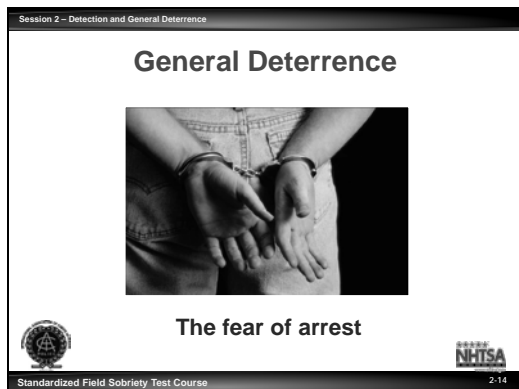 Session 2 – Detection and General Deterrence
General Deterrence
The fear of arrest
NHTSA
Standardized Field Sobriety Test Course
2-14